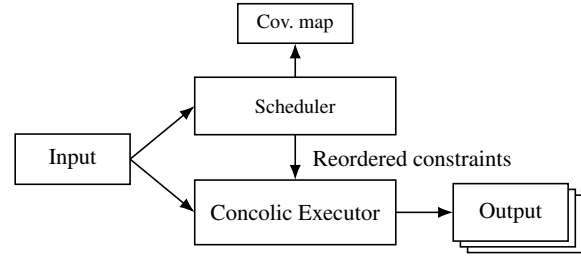 Cov. map
Scheduler
Input
Reordered constraints
Concolic Executor
Output